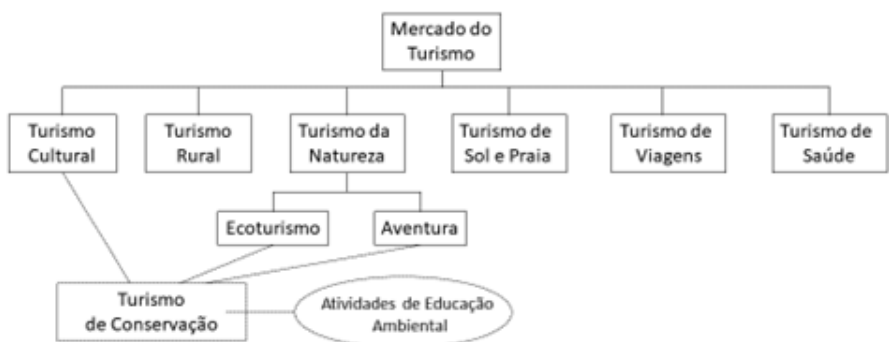 Mercado do
Turismo
Turismo
Cultural
Turismo
Rural
Turismo da
Natureza
Turismo de
Sol e Praia
Turismo de
Viagens
Turismo de
Saúde
Ecoturismo
Aventura
Turismo
de Conservação
Atividades de Educação
Ambiental